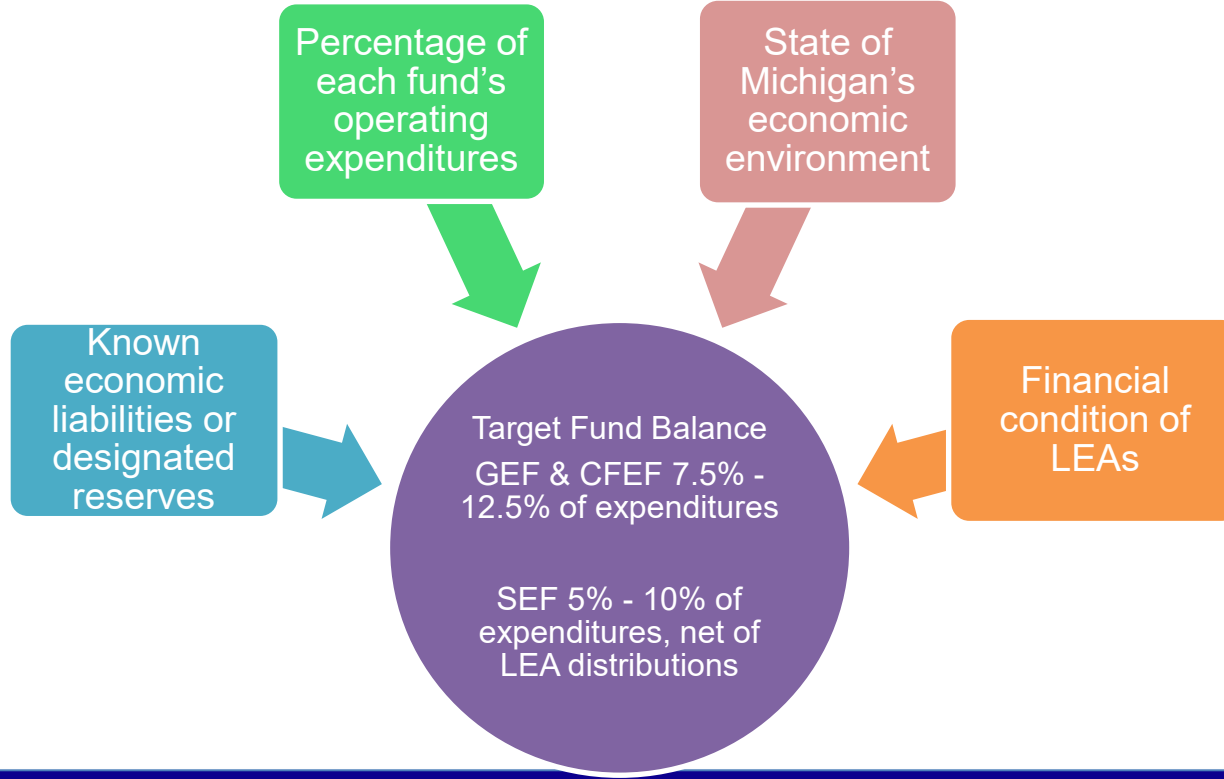 Percentage of
each fund's
operating
expenditures
State of
Michigan's
economic
environment
Known
economic
liabilities or
designated
reserves
Financial
condition of
LEAs
Target Fund Balance
GEF & CFEF 7.5% -
12.5% of expenditures
SEF 5% - 10% of
expenditures, net of
LEA distributions